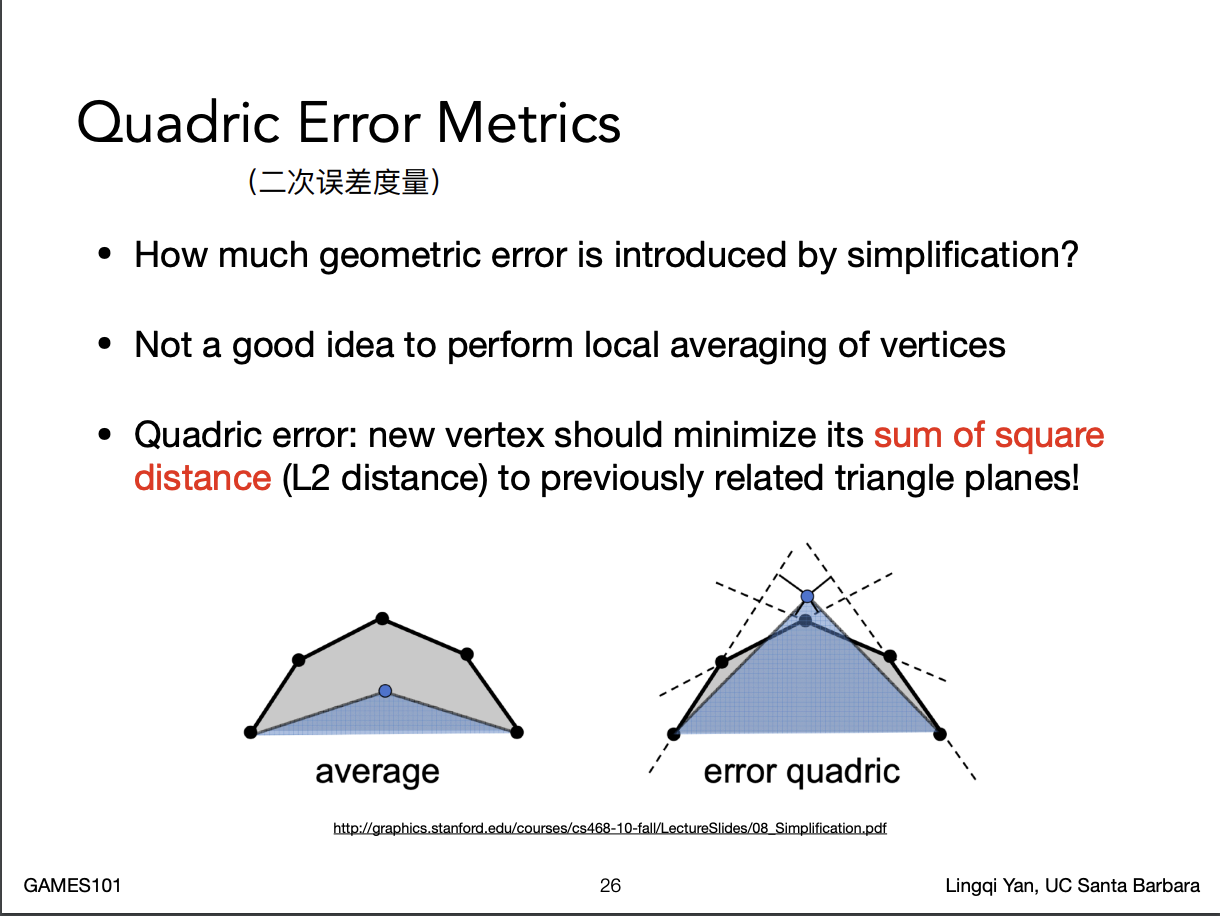 Quadric Error Metrics
（二次误差度量）
• How much geometric error is introduced by simplification?
• Not a good idea to perform local averaging of vertices
• Quadric error: new vertex should minimize its sum of square
distance (L2 distance) to previously related triangle planes!
average
error quadric
http://graphics.stanford.edu/courses/cs468-10-fall/LectureSlides/08_Simplification.pdf
GAMES101
26
Lingqi Yan, UC Santa Barbara